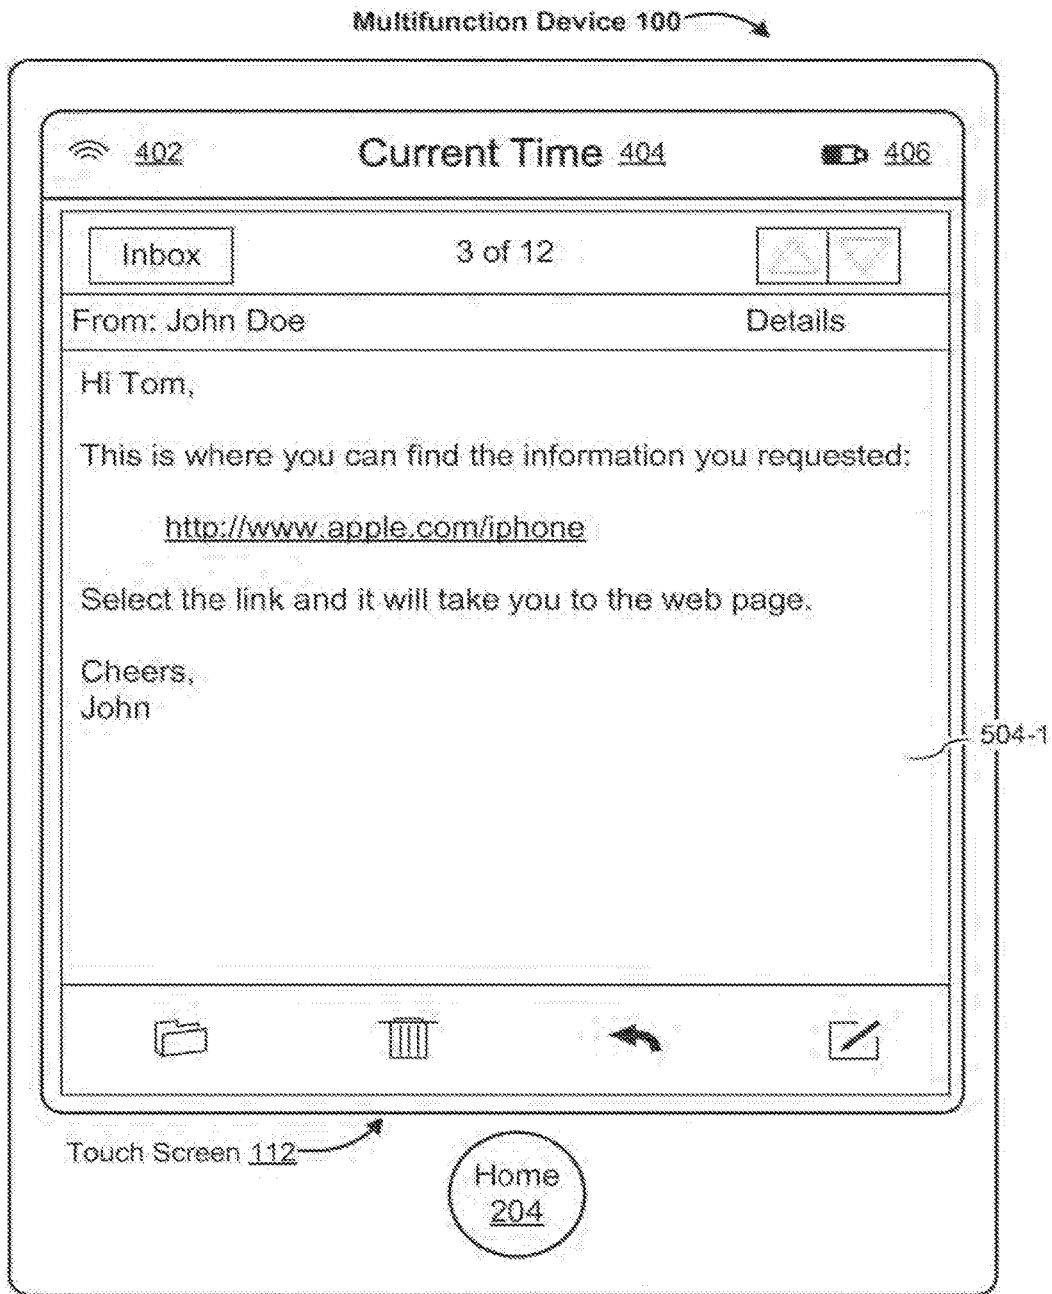 Multifunction Device 100
402 Current Time 404 406
Inbox 3 of 12
From: John Doe Details
Hi Tom,
This is where you can find the information you requested:
http://www.apple.com/iphone
Select the link and it will take you to the web page.
Cheers,
John
504-1
Touch Screen 112
Home
204